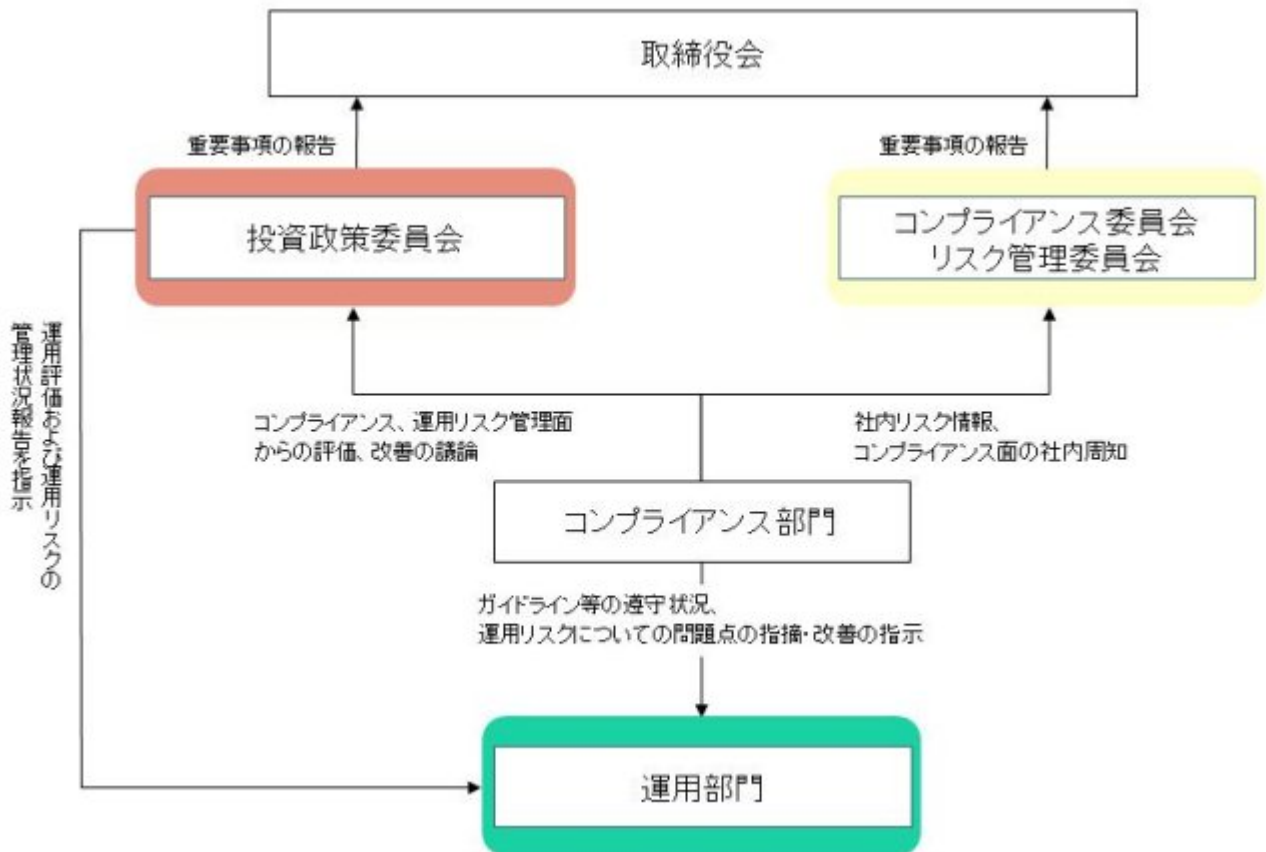 取締役会
重要事項の報告
重要事項の報告
投資政策委員会
コンプライアンス委員会
リスク管理委員会
運用評価および運用リスクの
管理状況報告を指示
コンプライアンス、運用リスク管理面
からの評価、改善の議論
社内リスク情報、
コンプライアンス面の社内周知
コンプライアンス部門
ガイドライン等の遵守状況、
運用リスクについての問題点の指摘・改善の指示
運用部門